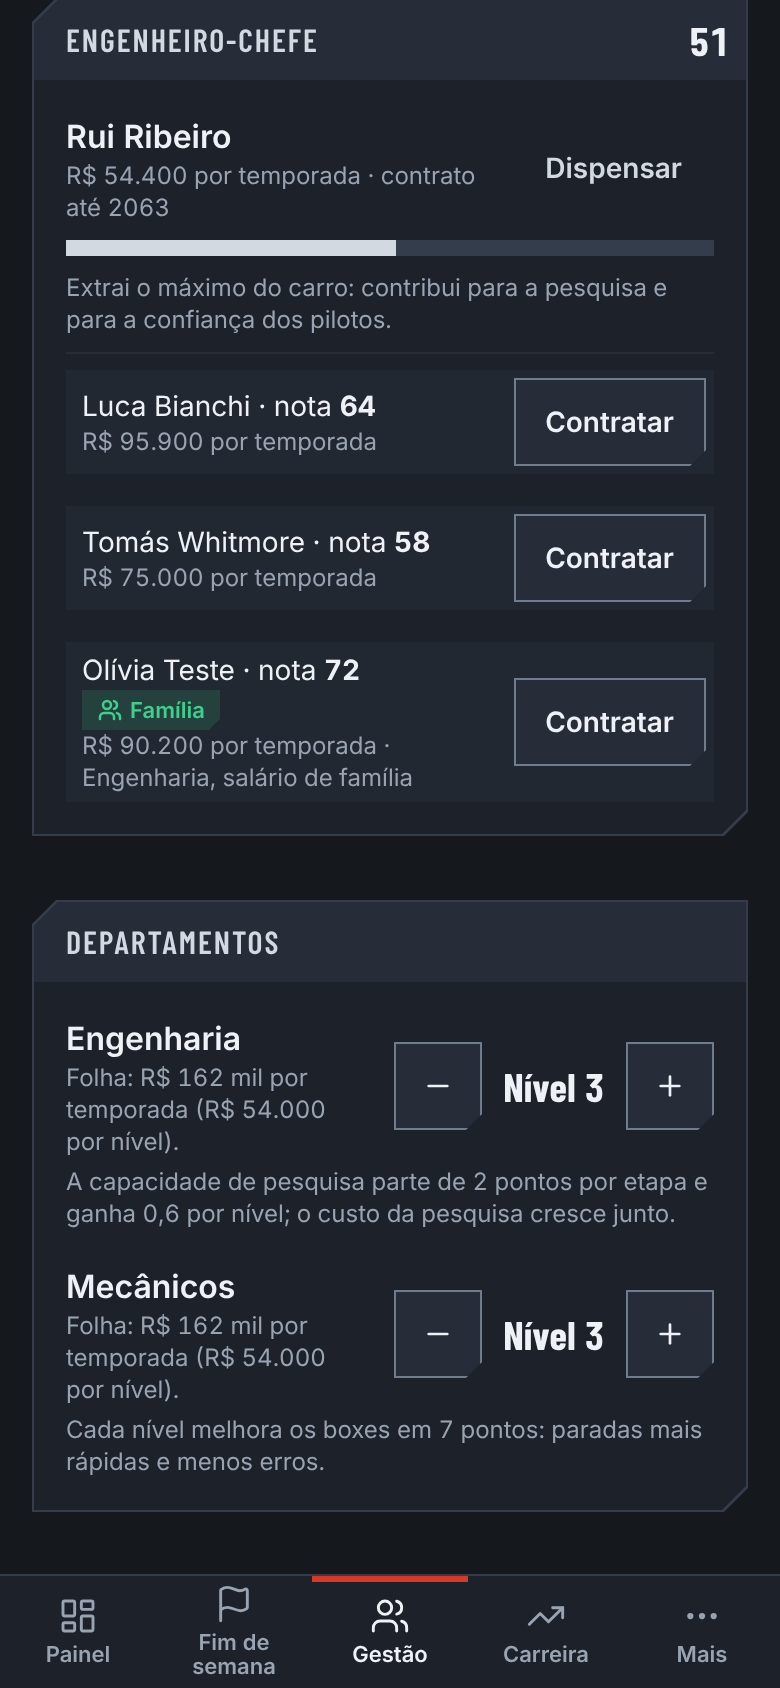 ENGENHEIRO-CHEFE 51
Rui Ribeiro
R$ 54.400 por temporada · contrato
até 2063
Dispensar
Extrai o máximo do carro: contribui para a pesquisa e
para a confiança dos pilotos.
Luca Bianchi · nota 64
R$ 95.900 por temporada
Contratar
Tomás Whitmore · nota 58
R$ 75.000 por temporada
Contratar
Olívia Teste · nota 72
Família
R$ 90.200 por temporada ·
Engenharia, salário de família
Contratar
DEPARTAMENTOS
Engenharia
Folha: R$ 162 mil por
temporada (R$ 54.000
por nível).
− Nível 3 +
A capacidade de pesquisa parte de 2 pontos por etapa e
ganha 0,6 por nível; o custo da pesquisa cresce junto.
Mecânicos
Folha: R$ 162 mil por
temporada (R$ 54.000
por nível).
− Nível 3 +
Cada nível melhora os boxes em 7 pontos: paradas mais
rápidas e menos erros.
Painel
Fim de
semana
Gestão
Carreira
Mais